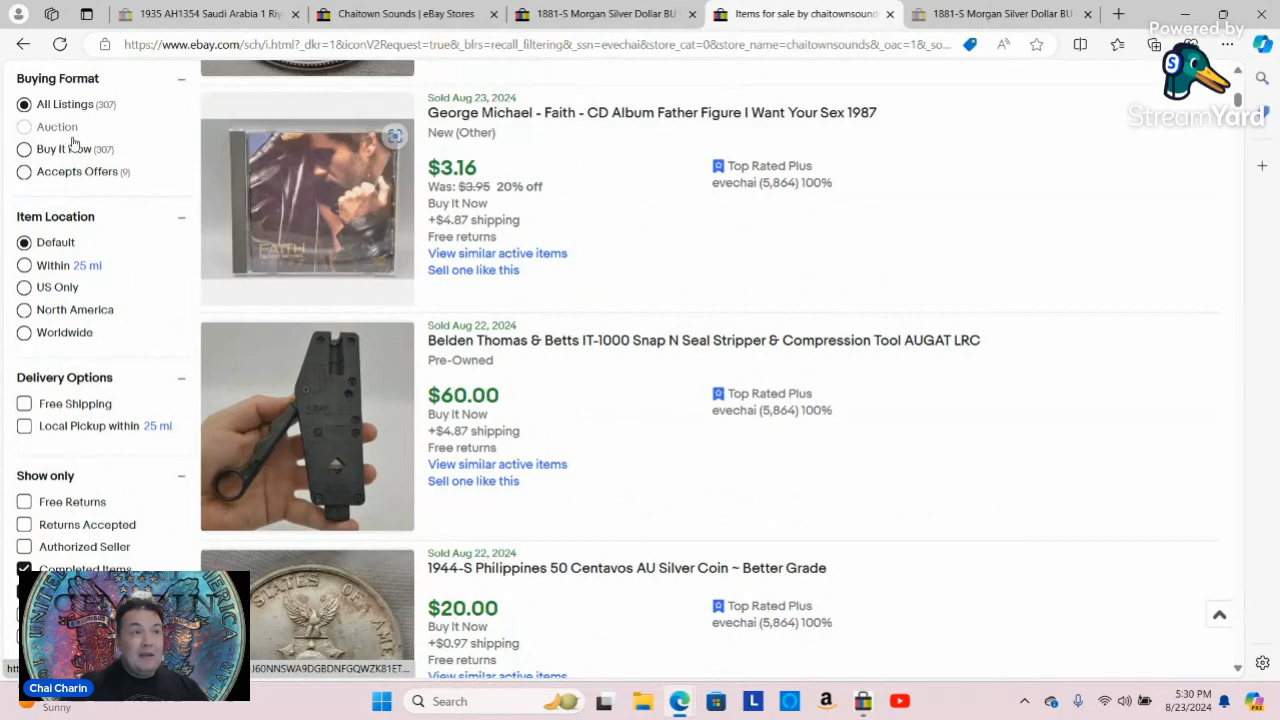 1935 AH1354 Saudi Arabia 1 Riy
Chaitown Sounds | eBay Stores
1881-S Morgan Silver Dollar BU
Items for sale by chaitownsound
1881-S Morgan Silver Dollar BU
https://www.ebay.com/sch/i.html?_dkr=1&iconV2Request=true&_blrs=recall_filtering&_ssn=evechai&store_cat=0&store_name=chaitownsounds&_oac=1&_so...
Powered by
StreamYard
Buying Format
All Listings (307)
Auction
Buy It Now (307)
Accepts Offers (9)
Item Location
Default
Within 25 mi
US Only
North America
Worldwide
Delivery Options
Free Shipping
Local Pickup within 25 mi
Show only
Free Returns
Returns Accepted
Authorized Seller
Completed Items
Sold Aug 23, 2024
George Michael - Faith - CD Album Father Figure I Want Your Sex 1987
New (Other)
$3.16
Was: $3.95 20% off
Buy It Now
+$4.87 shipping
Free returns
View similar active items
Sell one like this
Top Rated Plus
evechai (5,864) 100%
FAITH
Sold Aug 22, 2024
Belden Thomas & Betts IT-1000 Snap N Seal Stripper & Compression Tool AUGAT LRC
Pre-Owned
$60.00
Buy It Now
+$4.87 shipping
Free returns
View similar active items
Sell one like this
Top Rated Plus
evechai (5,864) 100%
Sold Aug 22, 2024
1944-S Philippines 50 Centavos AU Silver Coin ~ Better Grade
$20.00
Buy It Now
+$0.97 shipping
Free returns
View similar active items
Top Rated Plus
evechai (5,864) 100%
STATES OF AME
J60NNSWA9DGBDNFGQWZK81ET...
Chai Charin
Sunny
Search
5:30 PM
8/23/2024